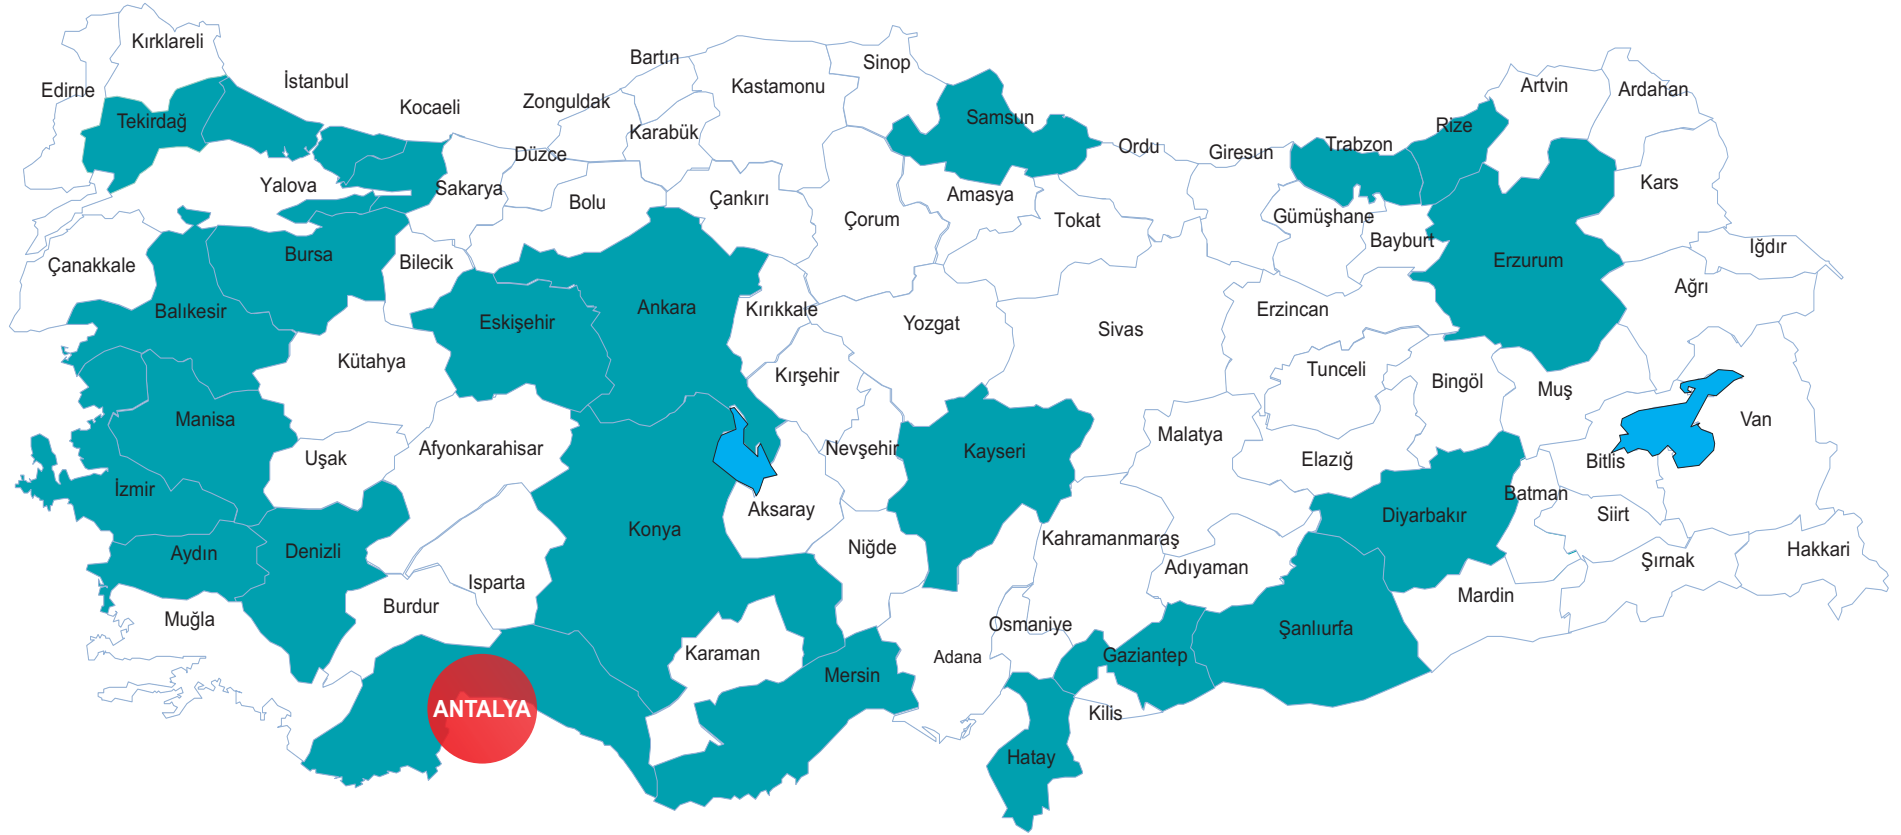 Kırklareli
Edirne
İstanbul
Tekirdağ
Kocaeli
Yalova
Sakarya
Düzce
Zonguldak
Bartın
Karabük
Kastamonu
Sinop
Samsun
Ordu
Giresun
Trabzon
Rize
Artvin
Ardahan
Kars
Iğdır
Ağrı
Çanakkale
Balıkesir
Bursa
Bilecik
Bolu
Çankırı
Çorum
Amasya
Tokat
Gümüşhane
Bayburt
Erzurum
Erzincan
Eskişehir
Ankara
Kırıkkale
Yozgat
Sivas
Kütahya
Kırşehir
Tunceli
Bingöl
Muş
Van
Bitlis
Manisa
Uşak
Afyonkarahisar
Nevşehir
Kayseri
Malatya
Elazığ
İzmir
Aydın
Denizli
Konya
Aksaray
Niğde
Kahramanmaraş
Adıyaman
Diyarbakır
Batman
Siirt
Şırnak
Hakkari
Muğla
Burdur
Isparta
Karaman
Mersin
Adana
Osmaniye
Gaziantep
Şanlıurfa
Mardin
ANTALYA
Kilis
Hatay